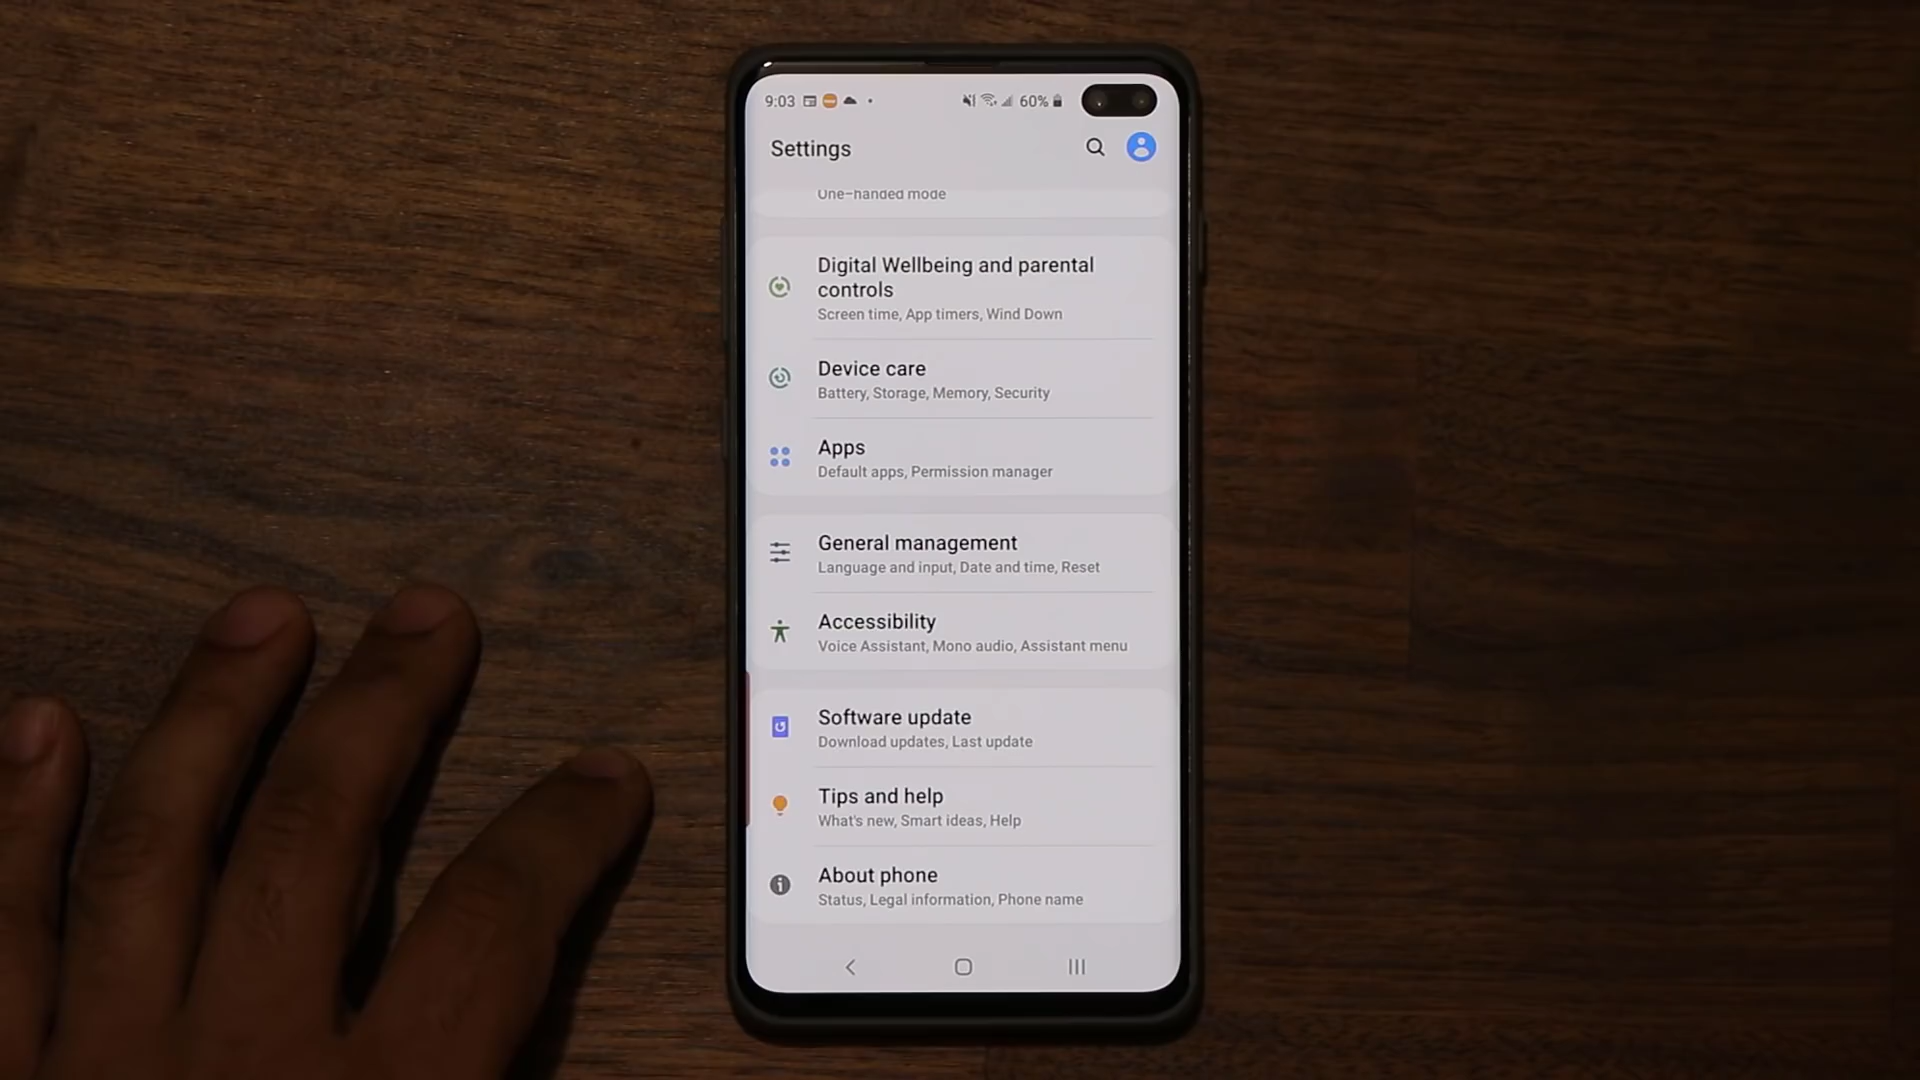 9:03
60%
Settings
One-handed mode
Digital Wellbeing and parental
controls
Screen time, App timers, Wind Down
Device care
Battery, Storage, Memory, Security
Apps
Default apps, Permission manager
General management
Language and input, Date and time, Reset
Accessibility
Voice Assistant, Mono audio, Assistant menu
Software update
Download updates, Last update
Tips and help
What's new, Smart ideas, Help
About phone
Status, Legal information, Phone name